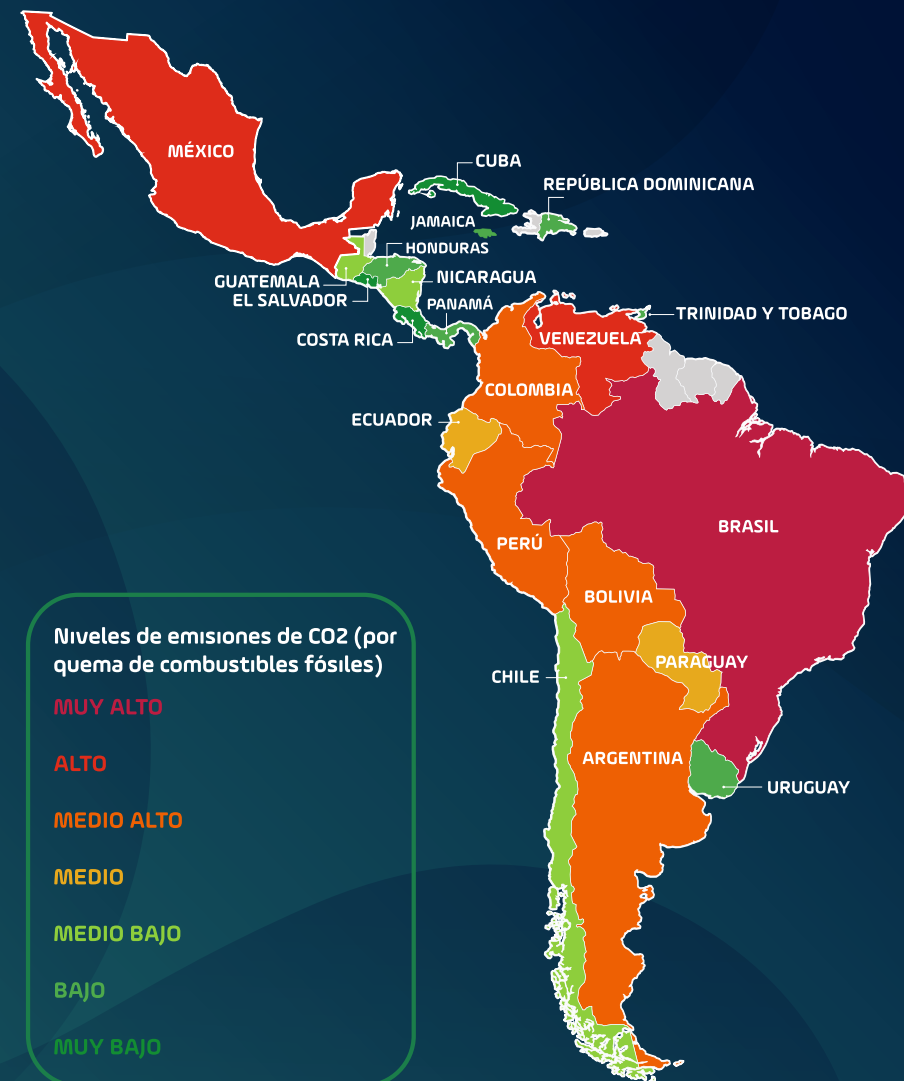 MÉXICO
CUBA
REPÚBLICA DOMINICANA
JAMAICA
HONDURAS
GUATEMALA
NICARAGUA
EL SALVADOR
PANAMÁ
TRINIDAD Y TOBAGO
COSTA RICA
VENEZUELA
COLOMBIA
ECUADOR
BRASIL
PERÚ
BOLIVIA
PARAGUAY
CHILE
ARGENTINA
URUGUAY
Niveles de emisiones de CO2 (por
quema de combustibles fósiles)
MUY ALTO
ALTO
MEDIO ALTO
MEDIO
MEDIO BAJO
BAJO
MUY BAJO